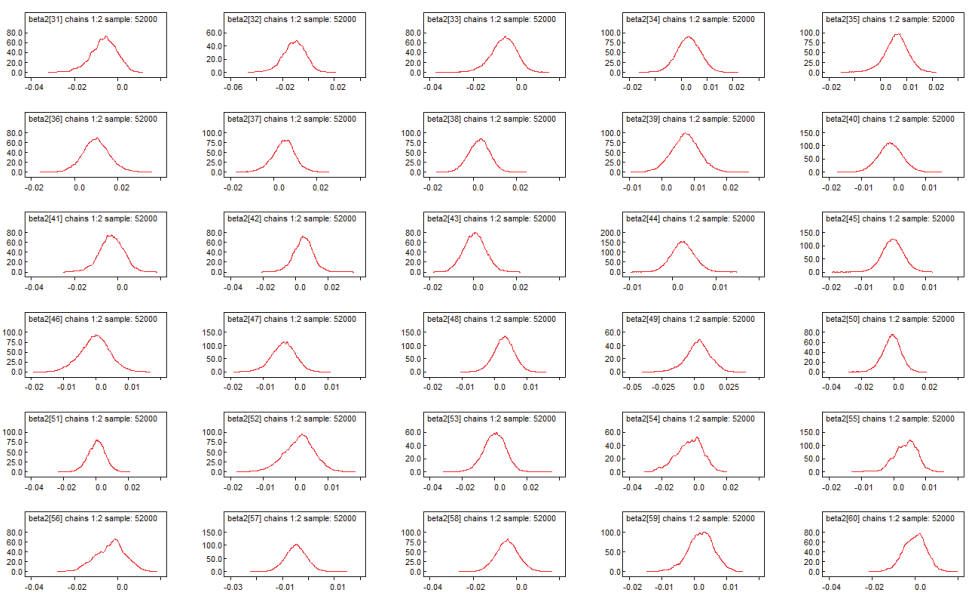 beta2[31] chains 1:2 sample: 52000
80.0
60.0
40.0
20.0
0.0
-0.04 -0.02 0.0
beta2[32] chains 1:2 sample: 52000
60.0
40.0
20.0
0.0
-0.06 -0.02 0.02
beta2[33] chains 1:2 sample: 52000
80.0
60.0
40.0
20.0
0.0
-0.04 -0.02 0.0
beta2[34] chains 1:2 sample: 52000
100.0
75.0
50.0
25.0
0.0
-0.02 0.0 0.01 0.02
beta2[35] chains 1:2 sample: 52000
100.0
75.0
50.0
25.0
0.0
-0.02 0.0 0.01 0.02
beta2[36] chains 1:2 sample: 52000
80.0
60.0
40.0
20.0
0.0
-0.02 0.0 0.02
beta2[37] chains 1:2 sample: 52000
100.0
75.0
50.0
25.0
0.0
-0.02 0.0 0.02
beta2[38] chains 1:2 sample: 52000
100.0
75.0
50.0
25.0
0.0
-0.02 0.0 0.02
beta2[39] chains 1:2 sample: 52000
100.0
75.0
50.0
25.0
0.0
-0.01 0.0 0.01 0.02
beta2[40] chains 1:2 sample: 52000
150.0
100.0
50.0
0.0
-0.02 -0.01 0.0 0.01
beta2[41] chains 1:2 sample: 52000
80.0
60.0
40.0
20.0
0.0
-0.04 -0.02 0.0
beta2[42] chains 1:2 sample: 52000
80.0
60.0
40.0
20.0
0.0
-0.04 -0.02 0.0 0.02
beta2[43] chains 1:2 sample: 52000
80.0
60.0
40.0
20.0
0.0
-0.02 0.0 0.02
beta2[44] chains 1:2 sample: 52000
200.0
150.0
100.0
50.0
0.0
-0.01 0.0 0.01
beta2[45] chains 1:2 sample: 52000
150.0
100.0
50.0
0.0
-0.02 -0.01 0.0 0.01
beta2[46] chains 1:2 sample: 52000
100.0
75.0
50.0
25.0
0.0
-0.02 -0.01 0.0 0.01
beta2[47] chains 1:2 sample: 52000
150.0
100.0
50.0
0.0
-0.02 -0.01 0.0 0.01
beta2[48] chains 1:2 sample: 52000
150.0
100.0
50.0
0.0
-0.02 -0.01 0.0 0.01
beta2[49] chains 1:2 sample: 52000
60.0
40.0
20.0
0.0
-0.05 -0.025 0.0 0.025
beta2[50] chains 1:2 sample: 52000
80.0
60.0
40.0
20.0
0.0
-0.04 -0.02 0.0 0.02
beta2[51] chains 1:2 sample: 52000
100.0
75.0
50.0
25.0
0.0
-0.04 -0.02 0.0 0.02
beta2[52] chains 1:2 sample: 52000
100.0
75.0
50.0
25.0
0.0
-0.03 -0.01 0.0 0.01
beta2[53] chains 1:2 sample: 52000
60.0
40.0
20.0
0.0
-0.04 -0.02 0.0 0.02
beta2[54] chains 1:2 sample: 52000
60.0
40.0
20.0
0.0
-0.04 -0.02 0.0 0.02
beta2[55] chains 1:2 sample: 52000
150.0
100.0
50.0
0.0
-0.02 -0.01 0.0 0.01
beta2[56] chains 1:2 sample: 52000
80.0
60.0
40.0
20.0
0.0
-0.04 -0.02 0.0
beta2[57] chains 1:2 sample: 52000
150.0
100.0
50.0
0.0
-0.03 -0.01 0.0 0.01
beta2[58] chains 1:2 sample: 52000
100.0
75.0
50.0
25.0
0.0
-0.04 -0.02 0.0
beta2[59] chains 1:2 sample: 52000
100.0
75.0
50.0
25.0
0.0
-0.02 -0.01 0.0 0.01
beta2[60] chains 1:2 sample: 52000
80.0
60.0
40.0
20.0
0.0
-0.04 -0.02 0.0